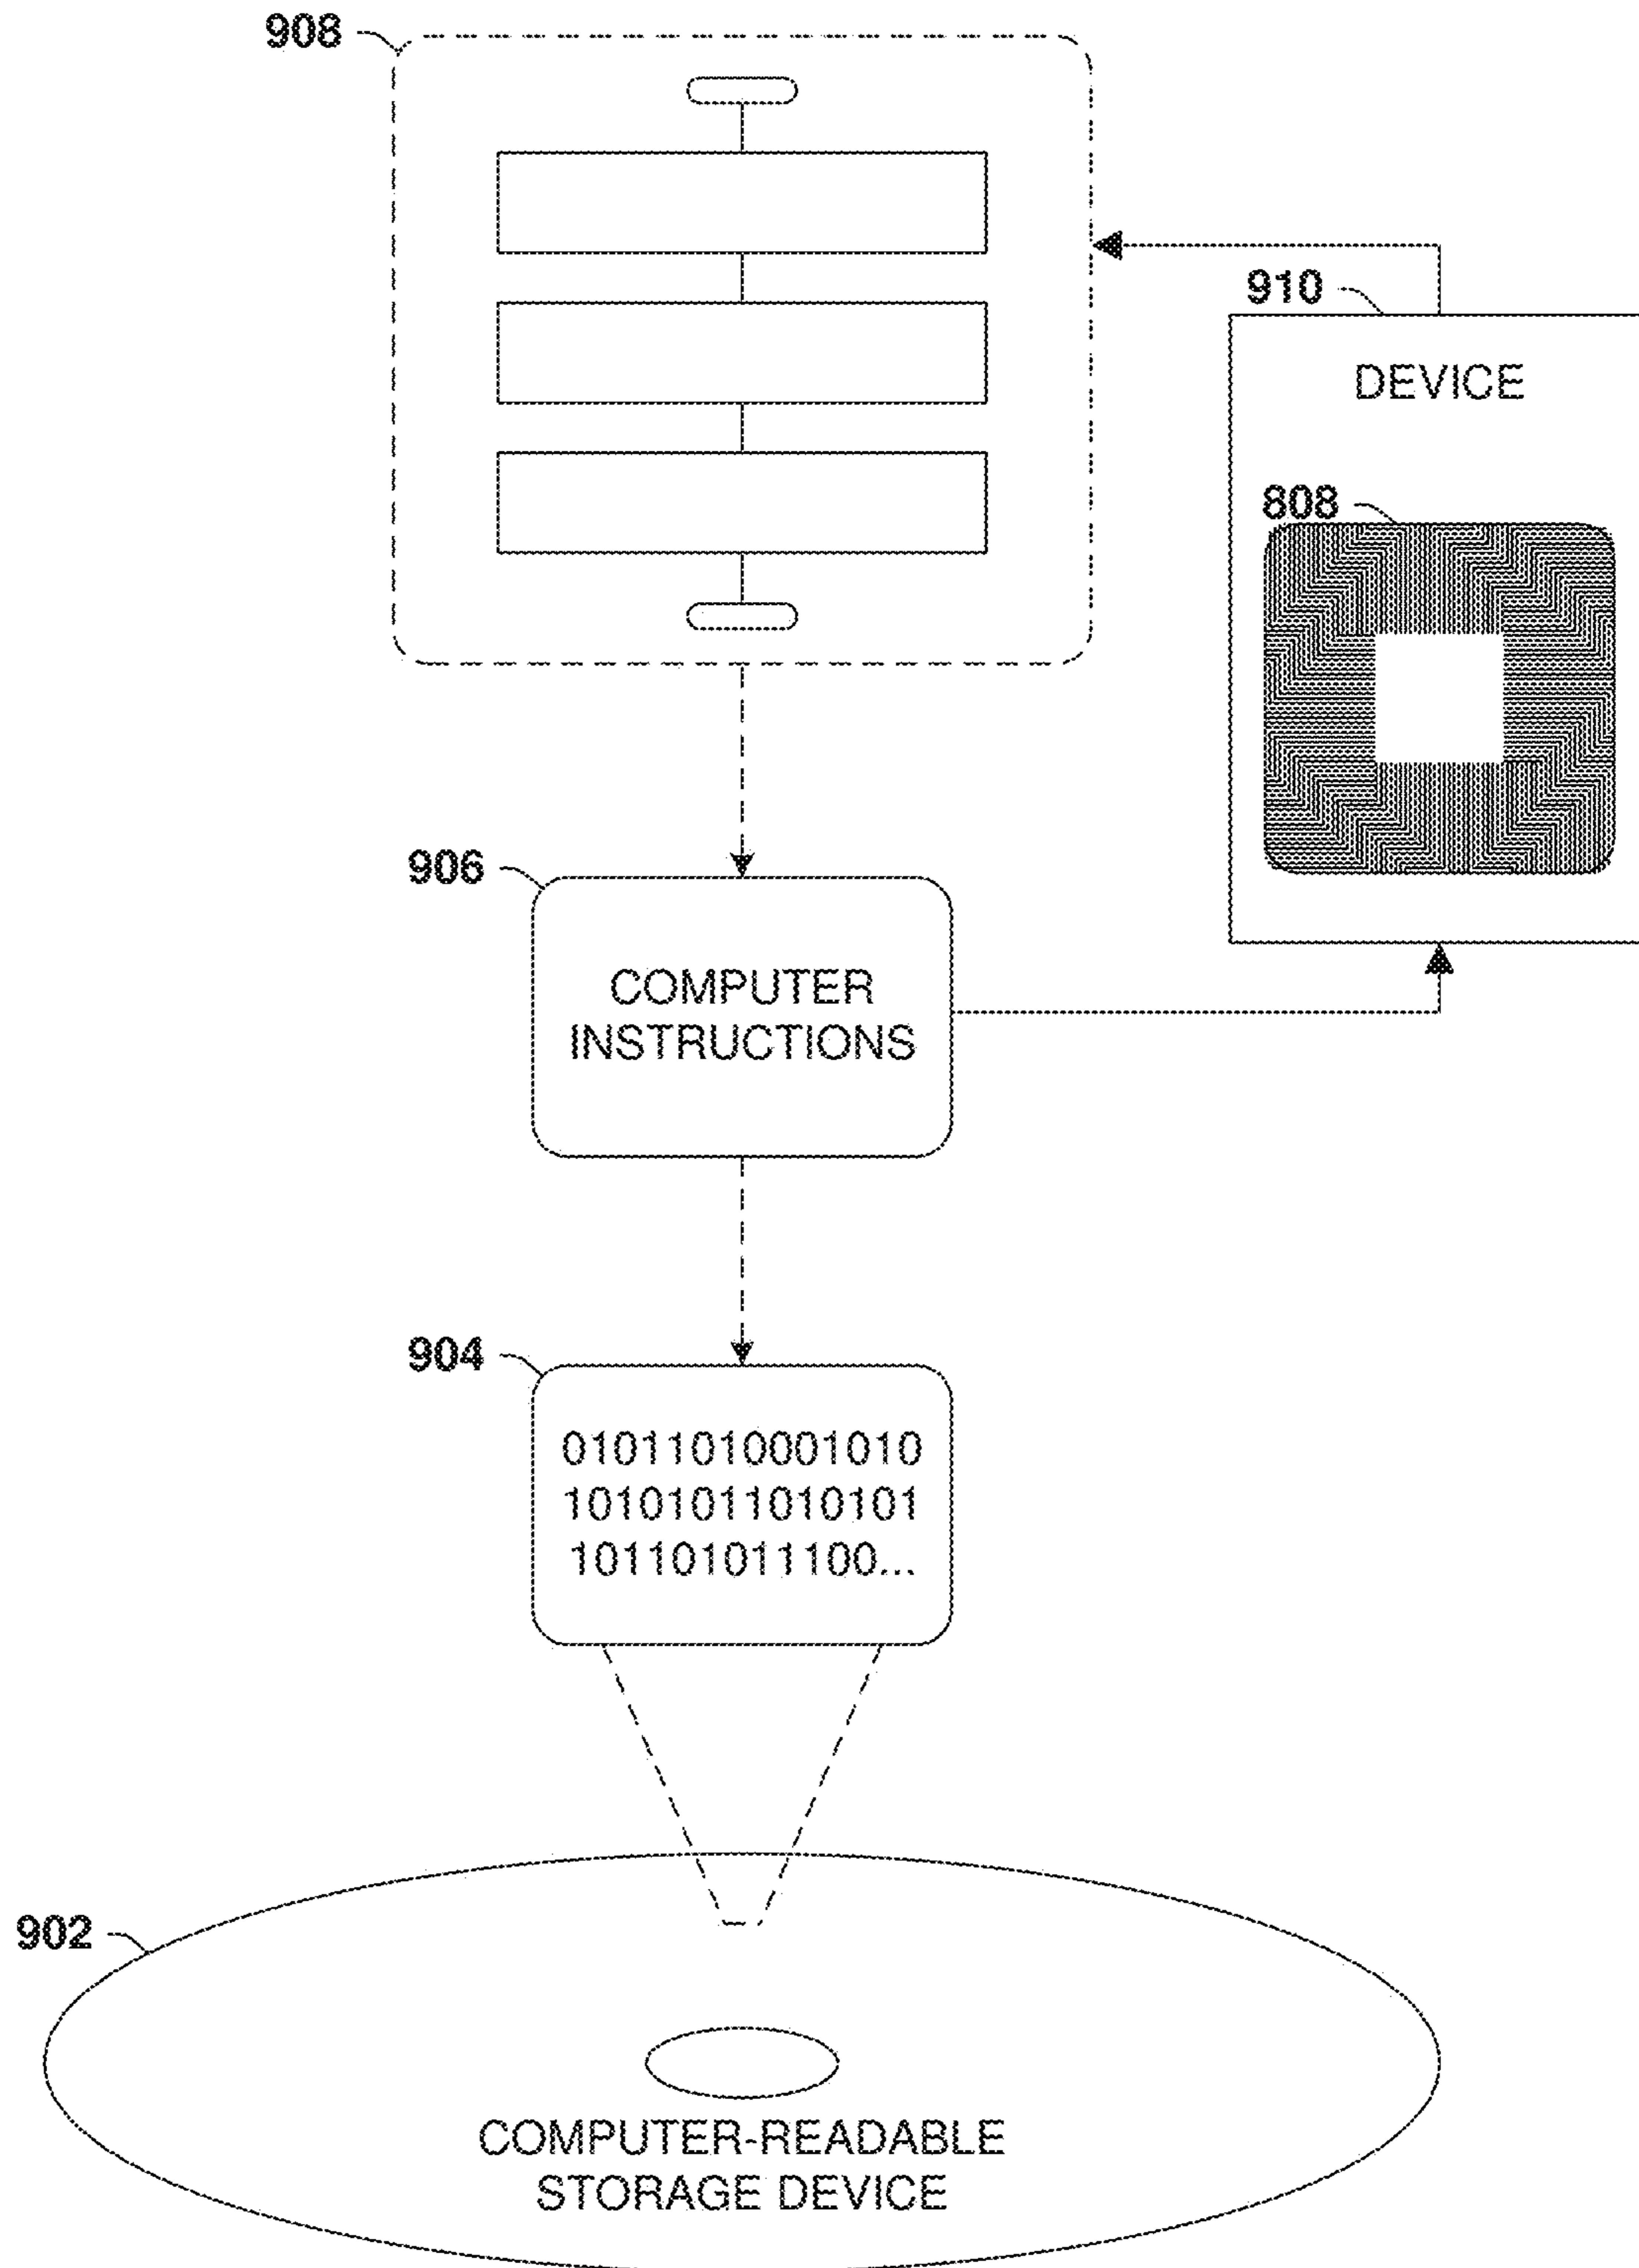 908
910
DEVICE
808
906
COMPUTER
INSTRUCTIONS
904
01011010001010
10101011010101
101101011100...
902
COMPUTER-READABLE
STORAGE DEVICE